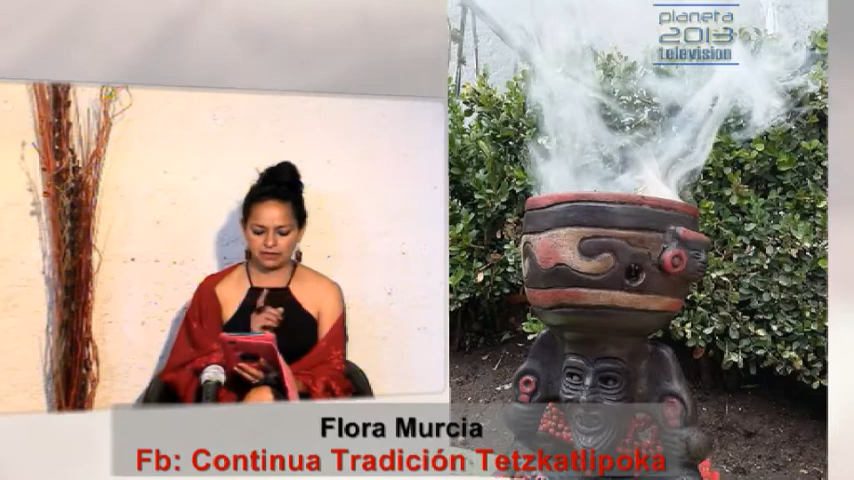 planeta
2013
television
Flora Murcia
Fb: Continua Tradición Tetzkatlipoka